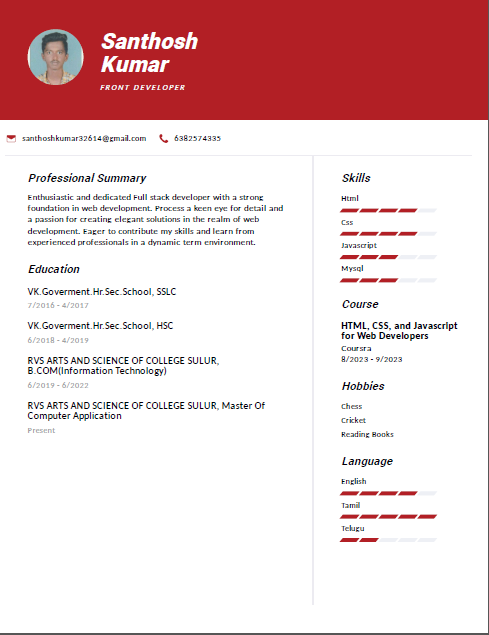 Santhosh
Kumar
FRONT DEVELOPER
santhoshkumar32614@gmail.com
6382574335
Professional Summary
Enthusiastic and dedicated Full stack developer with a strong
foundation in web development. Process a keen eye for detail and
a passion for creating elegant solutions in the realm of web
development. Eager to contribute my skills and learn from
experienced professionals in a dynamic term environment.
Education
VK.Goverment.Hr.Sec.School, SSLC
7/2016 - 4/2017
VK.Goverment.Hr.Sec.School, HSC
6/2018 - 4/2019
RVS ARTS AND SCIENCE OF COLLEGE SULUR,
B.COM(Information Technology)
6/2019 - 6/2022
RVS ARTS AND SCIENCE OF COLLEGE SULUR, Master Of
Computer Application
Present
Skills
Html
Css
Javascript
Mysql
Course
HTML, CSS, and Javascript
for Web Developers
Coursra
8/2023 - 9/2023
Hobbies
Chess
Cricket
Reading Books
Language
English
Tamil
Telugu